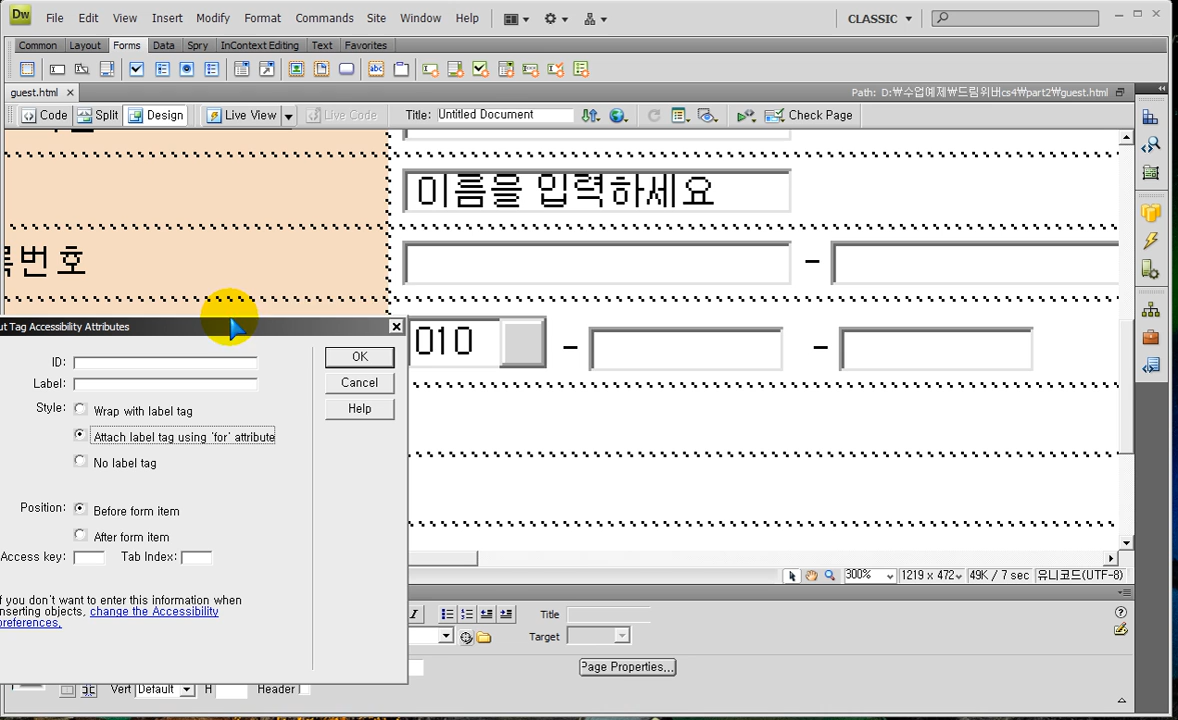 Dw File Edit View Insert Modify Format Commands Site Window Help CLASSIC
Common Layout Forms Data Spry InContext Editing Text Favorites
guest.html × Path: D:₩수업예제₩드림위버cs4₩part2₩guest.html
Code Split Design Live View Live Code Title: Untitled Document Check Page
이름을 입력하세요
록번호 -
010 - -
ut Tag Accessibility Attributes
ID: OK
Label: Cancel
Style: Wrap with label tag Help
Attach label tag using 'for' attribute
No label tag
Position: Before form item
After form item
Access key: Tab Index:
f you don't want to enter this information when
nserting objects, change the Accessibility
preferences.
300% 1219 x 472 49K / 7 sec 유니코드(UTF-8)
I Title
Target
Page Properties...
Vert Default H Header